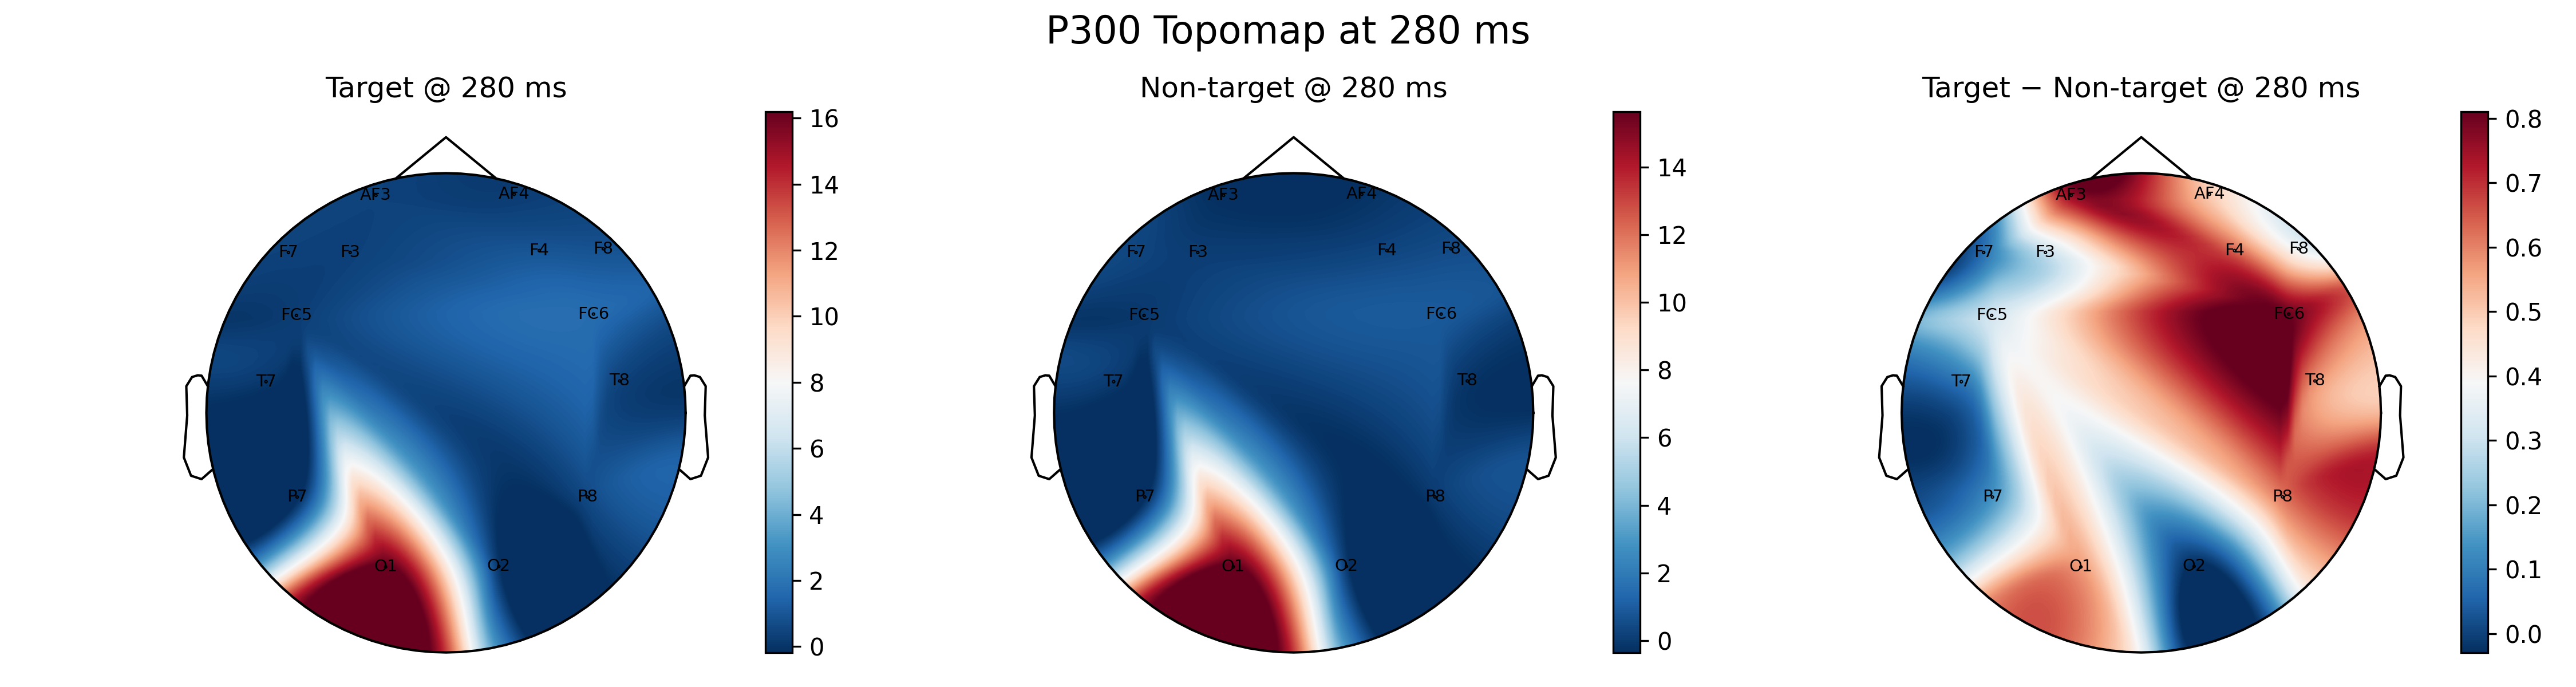 P300 Topomap at 280 ms
Target @ 280 ms
AF3 AF4
F7 F3 F4 F8
FC5 FC6
T7 T8
P7 P8
O1 O2
16
14
12
10
8
6
4
2
0
Non-target @ 280 ms
AF3 AF4
F7 F3 F4 F8
FC5 FC6
T7 T8
P7 P8
O1 O2
14
12
10
8
6
4
2
0
Target − Non-target @ 280 ms
AF3 AF4
F7 F3 F4 F8
FC5 FC6
T7 T8
P7 P8
O1 O2
0.8
0.7
0.6
0.5
0.4
0.3
0.2
0.1
0.0